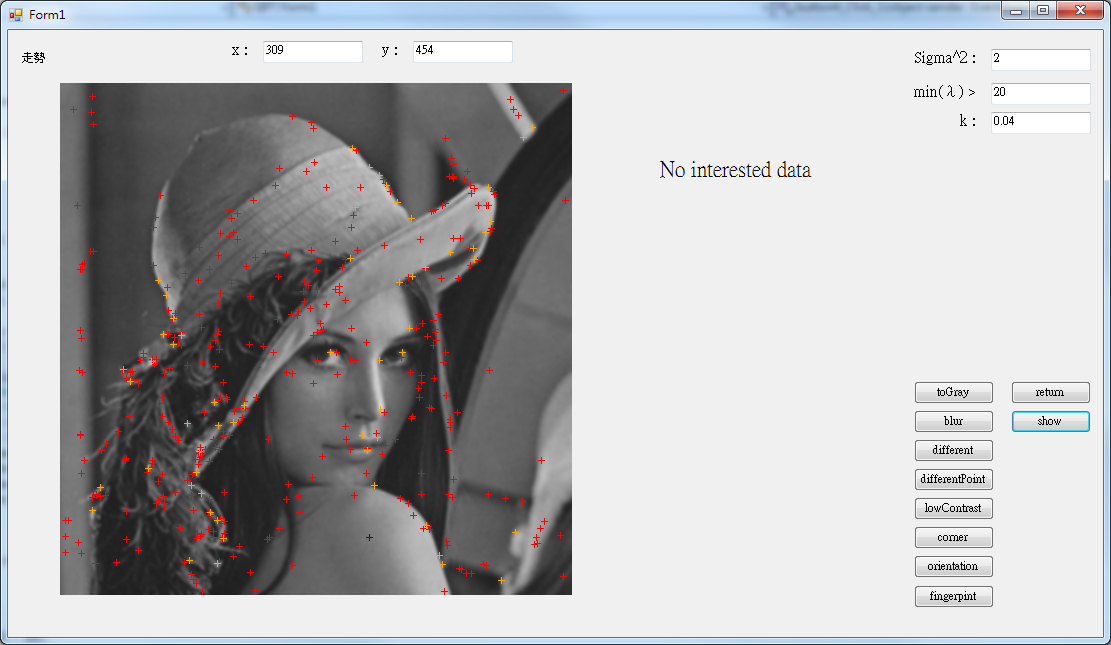 Form1
走勢
x : 309 y : 454
Sigma^2 : 2
min(λ) > 20
k : 0.04
No interested data
toGray return
blur show
different
differentPoint
lowContrast
corner
orientation
fingerpint